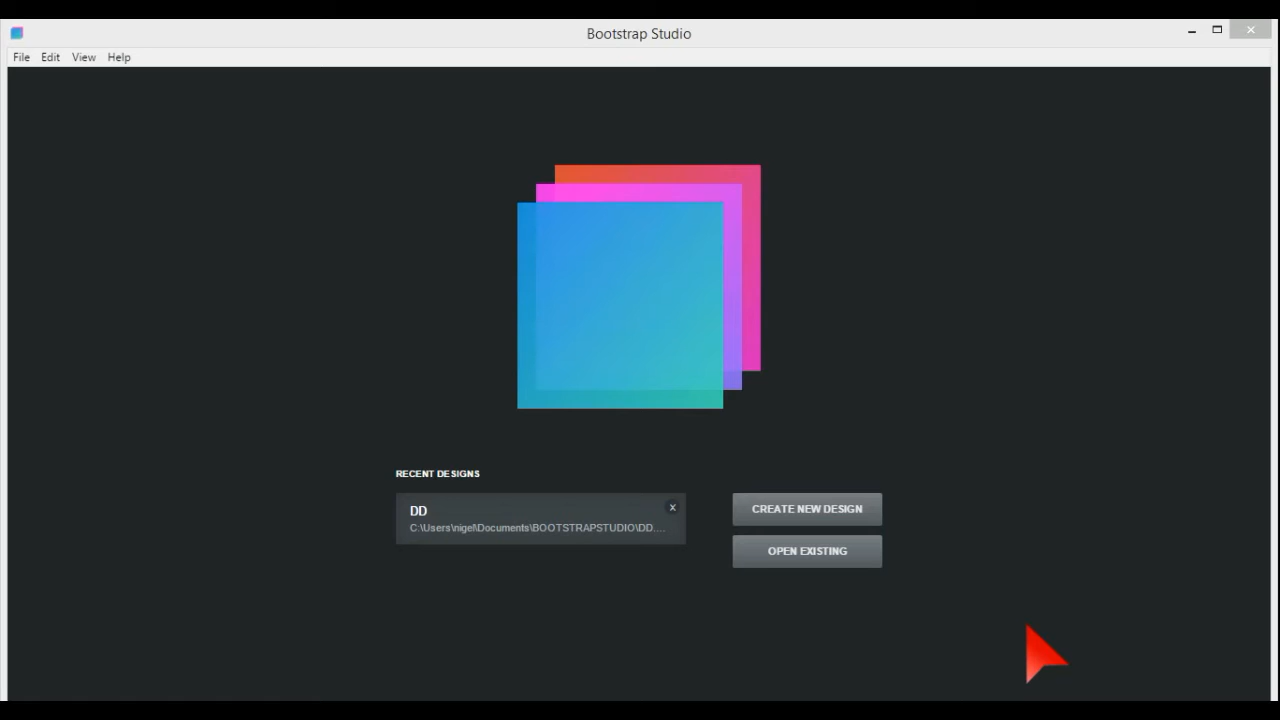 Bootstrap Studio
File Edit View Help
RECENT DESIGNS
DD
x
C:\Users\nigel\Documents\BOOTSTRAPSTUDIO\DD....
CREATE NEW DESIGN
OPEN EXISTING